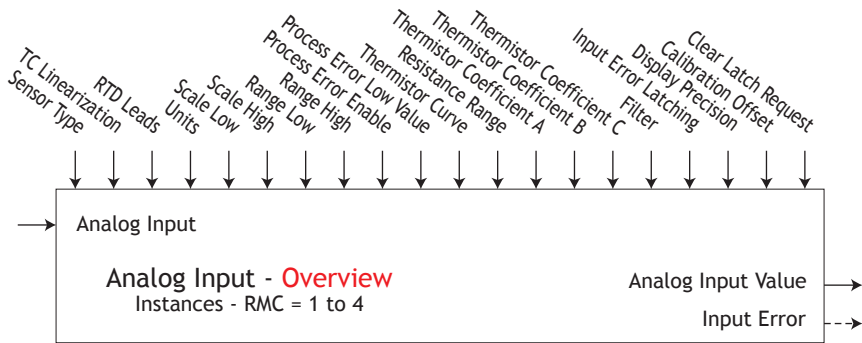 Sensor Type
TC Linearization
RTD Leads
Units
Scale Low
Scale High
Range Low
Range High
Process Error Enable
Process Error Low Value
Thermistor Curve
Resistance Range
Thermistor Coefficient A
Thermistor Coefficient B
Thermistor Coefficient C
Filter
Input Error Latching
Display Precision
Calibration Offset
Clear Latch Request
Analog Input
Analog Input - Overview
Instances - RMC = 1 to 4
Analog Input Value
Input Error